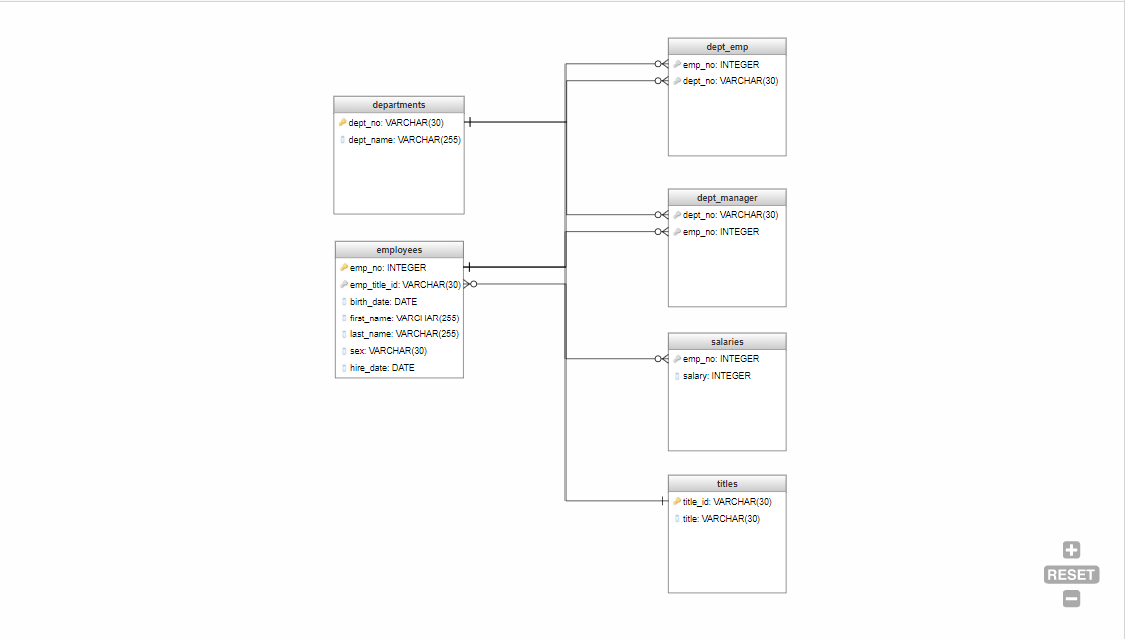 departments
dept_no: VARCHAR(30)
dept_name: VARCHAR(255)
employees
emp_no: INTEGER
emp_title_id: VARCHAR(30)
birth_date: DATE
first_name: VARCHAR(255)
last_name: VARCHAR(255)
sex: VARCHAR(30)
hire_date: DATE
dept_emp
emp_no: INTEGER
dept_no: VARCHAR(30)
dept_manager
dept_no: VARCHAR(30)
emp_no: INTEGER
salaries
emp_no: INTEGER
salary: INTEGER
titles
title_id: VARCHAR(30)
title: VARCHAR(30)
RESET